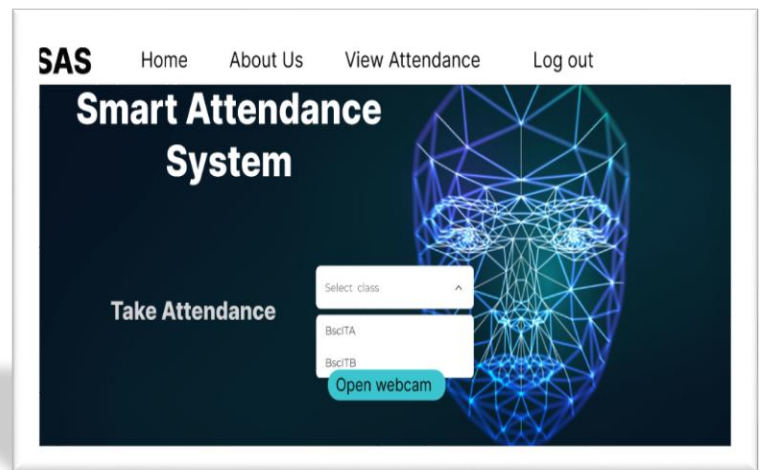 SAS Home About Us View Attendance Log out
Smart Attendance
System
Take Attendance
Select class
BscITA
BscITB
Open webcam